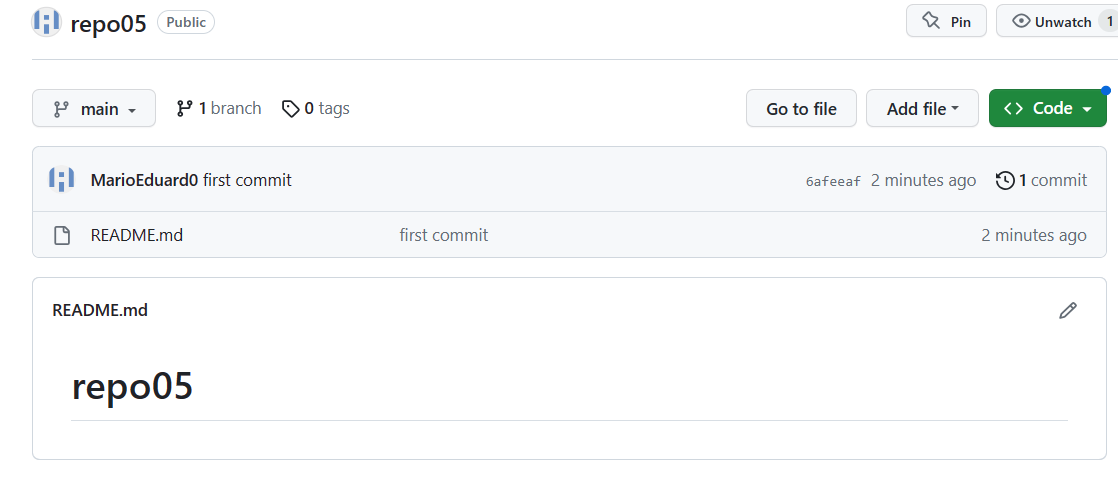 repo05 Public Pin Unwatch 1
main 1 branch 0 tags Go to file Add file Code
MarioEduard0 first commit 6afeeaf 2 minutes ago 1 commit
README.md first commit 2 minutes ago
README.md
repo05